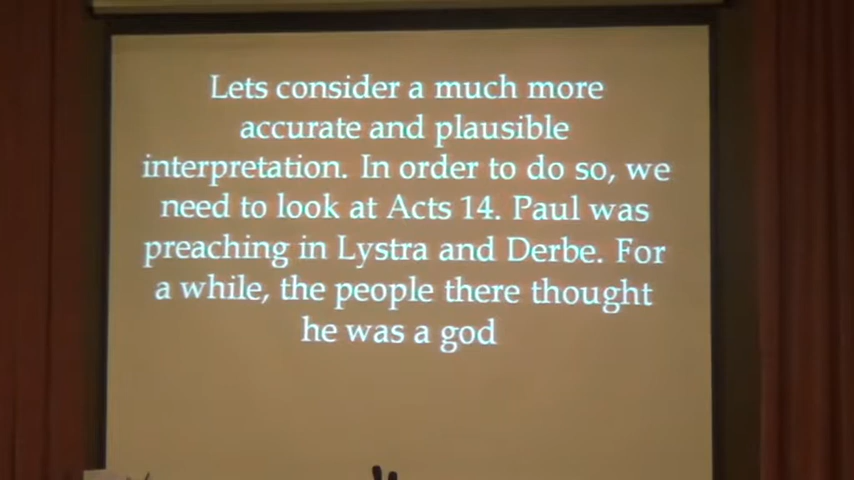 Lets consider a much more
accurate and plausible
interpretation. In order to do so, we
need to look at Acts 14. Paul was
preaching in Lystra and Derbe. For
a while, the people there thought
he was a god